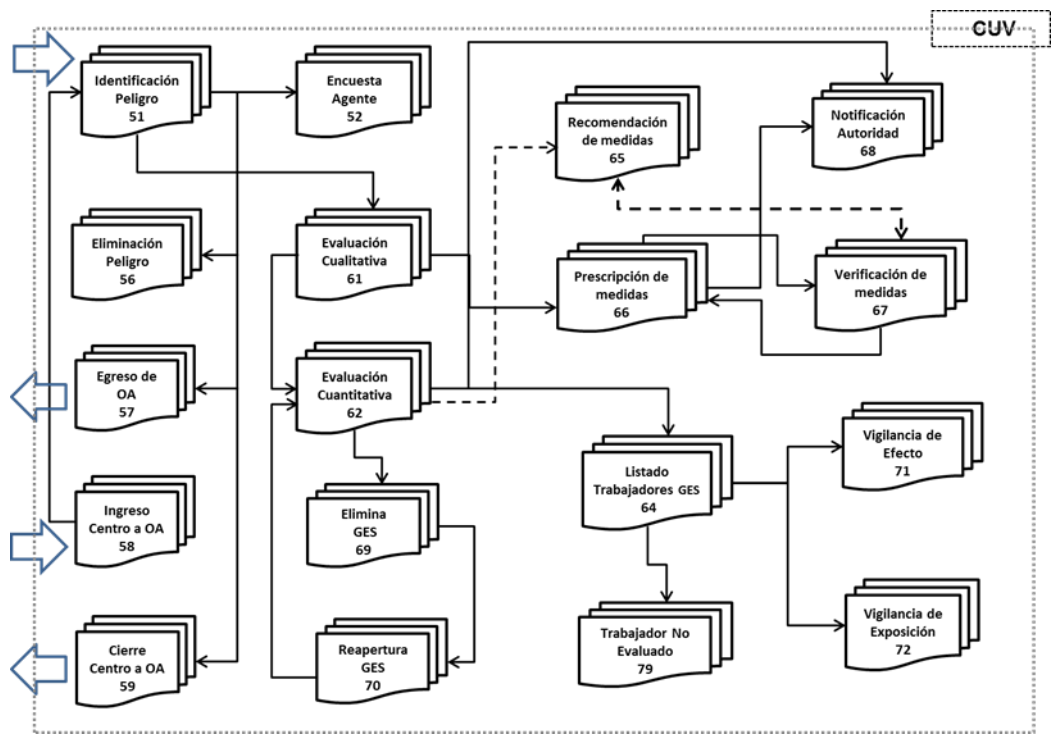 CUV
Identificación
Peligro
51
Encuesta
Agente
52
Recomendación
de medidas
65
Notificación
Autoridad
68
Eliminación
Peligro
56
Evaluación
Cualitativa
61
Prescripción de
medidas
66
Verificación de
medidas
67
Egreso de
OA
57
Evaluación
Cuantitativa
62
Vigilancia de
Efecto
71
Listado
Trabajadores GES
64
Ingreso
Centro a OA
58
Elimina
GES
69
Cierre
Centro a OA
59
Reapertura
GES
70
Trabajador No
Evaluado
79
Vigilancia de
Exposición
72